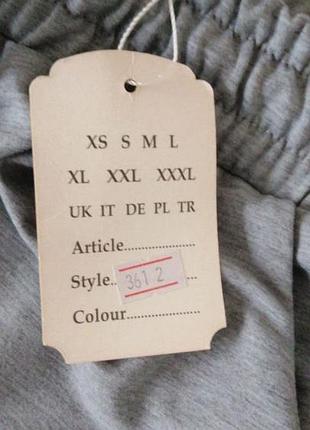 XS S M L
XL XXL XXXL
UK IT DE PL TR
Article.....................
Style.. 361 2 .......
Colour......................